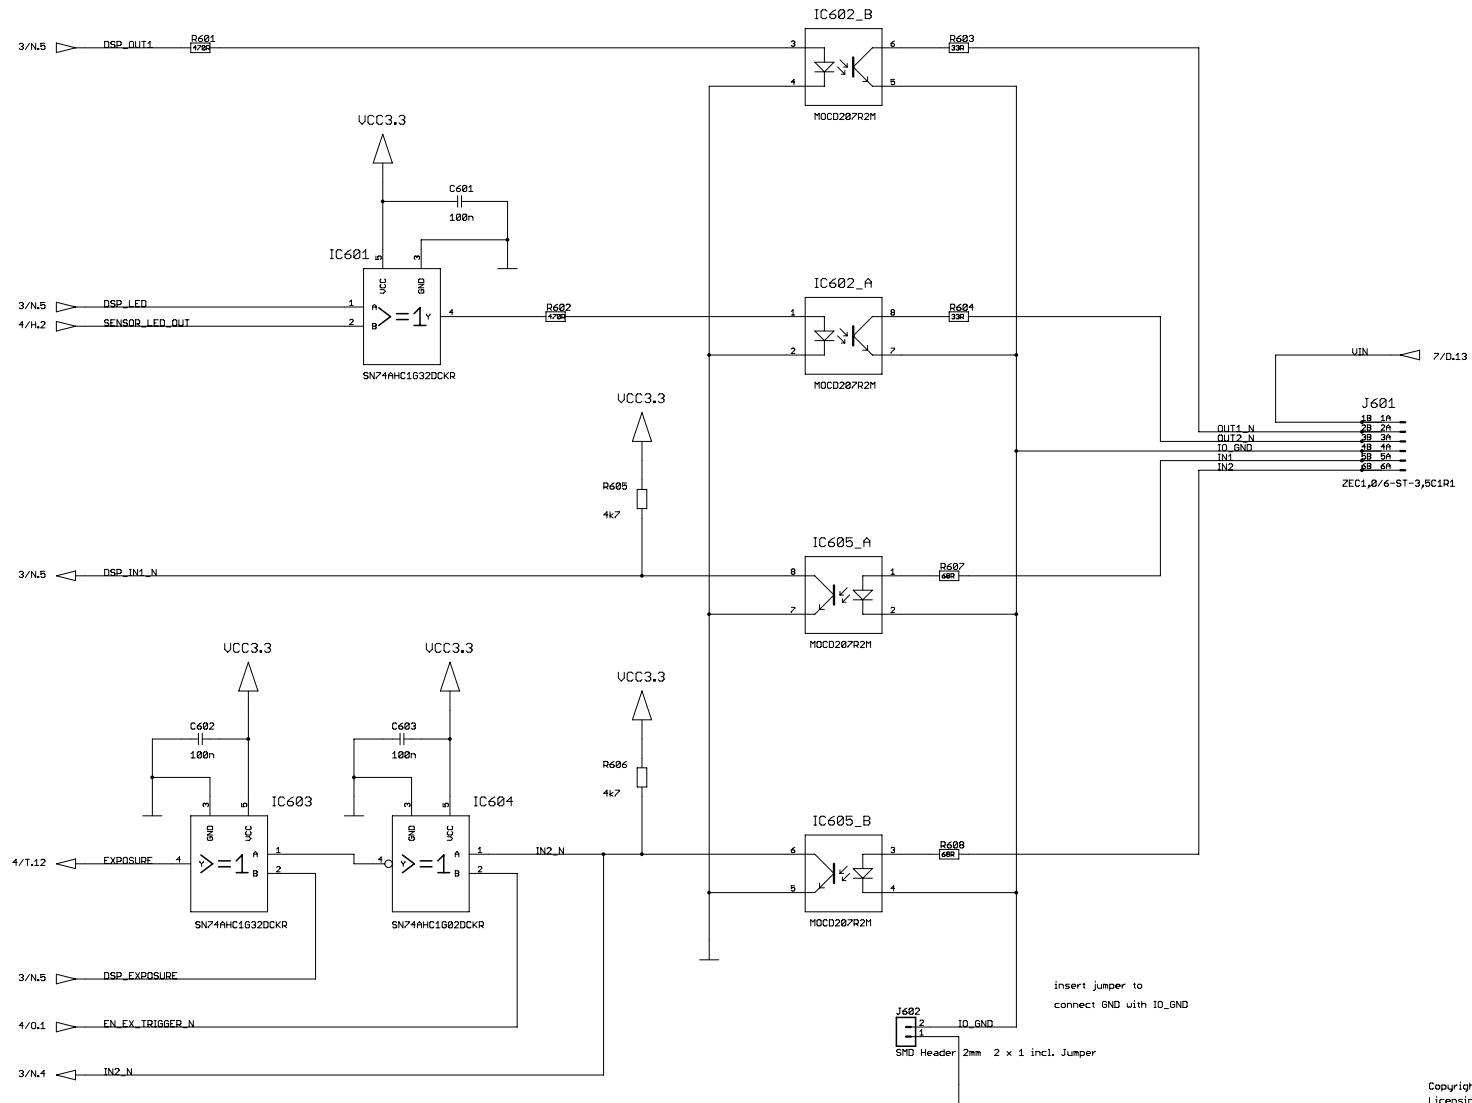 IC602_B
3/N.5 DSP_OUT1 R601 470R 3 6 R603 33R
4 5
MOCD207R2M
VCC3.3
C601
100n
IC601
5 3
VCC GND
IC602_A
3/N.5 DSP_LED 1 A
4/H.2 SENSOR_LED_OUT 2 B >=1 Y 4 R602 470R 1 8 R604 33R
2 7
SN74AHC1G32DCKR
MOCD207R2M
VIN 7/D.13
VCC3.3
J601
1B 1A
OUT1_N 2B 2A
OUT2_N 3B 3A
IO_GND 4B 4A
IN1 5B 5A
IN2 6B 6A
ZEC1,0/6-ST-3,5C1R1
R605
4k7
IC605_A
3/N.5 DSP_IN1_N 8 1 R607 68R
7 2
MOCD207R2M
VCC3.3 VCC3.3
VCC3.3
C602 C603
100n 100n
R606
4k7
3 5 IC603 3 5 IC604
GND VCC GND VCC
IC605_B
4/T.12 EXPOSURE 4 Y >=1 A 1 4 Y >=1 A 1 IN2_N 6 3 R608 68R
B 2 B 2 5 4
SN74AHC1G32DCKR SN74AHC1G02DCKR
MOCD207R2M
3/N.5 DSP_EXPOSURE
insert jumper to
connect GND with IO_GND
4/O.1 EN_EX_TRIGGER_N
J602
2 IO_GND
1
SMD Header 2mm 2 x 1 incl. Jumper
3/N.4 IN2_N
Copyrigh
Licensin